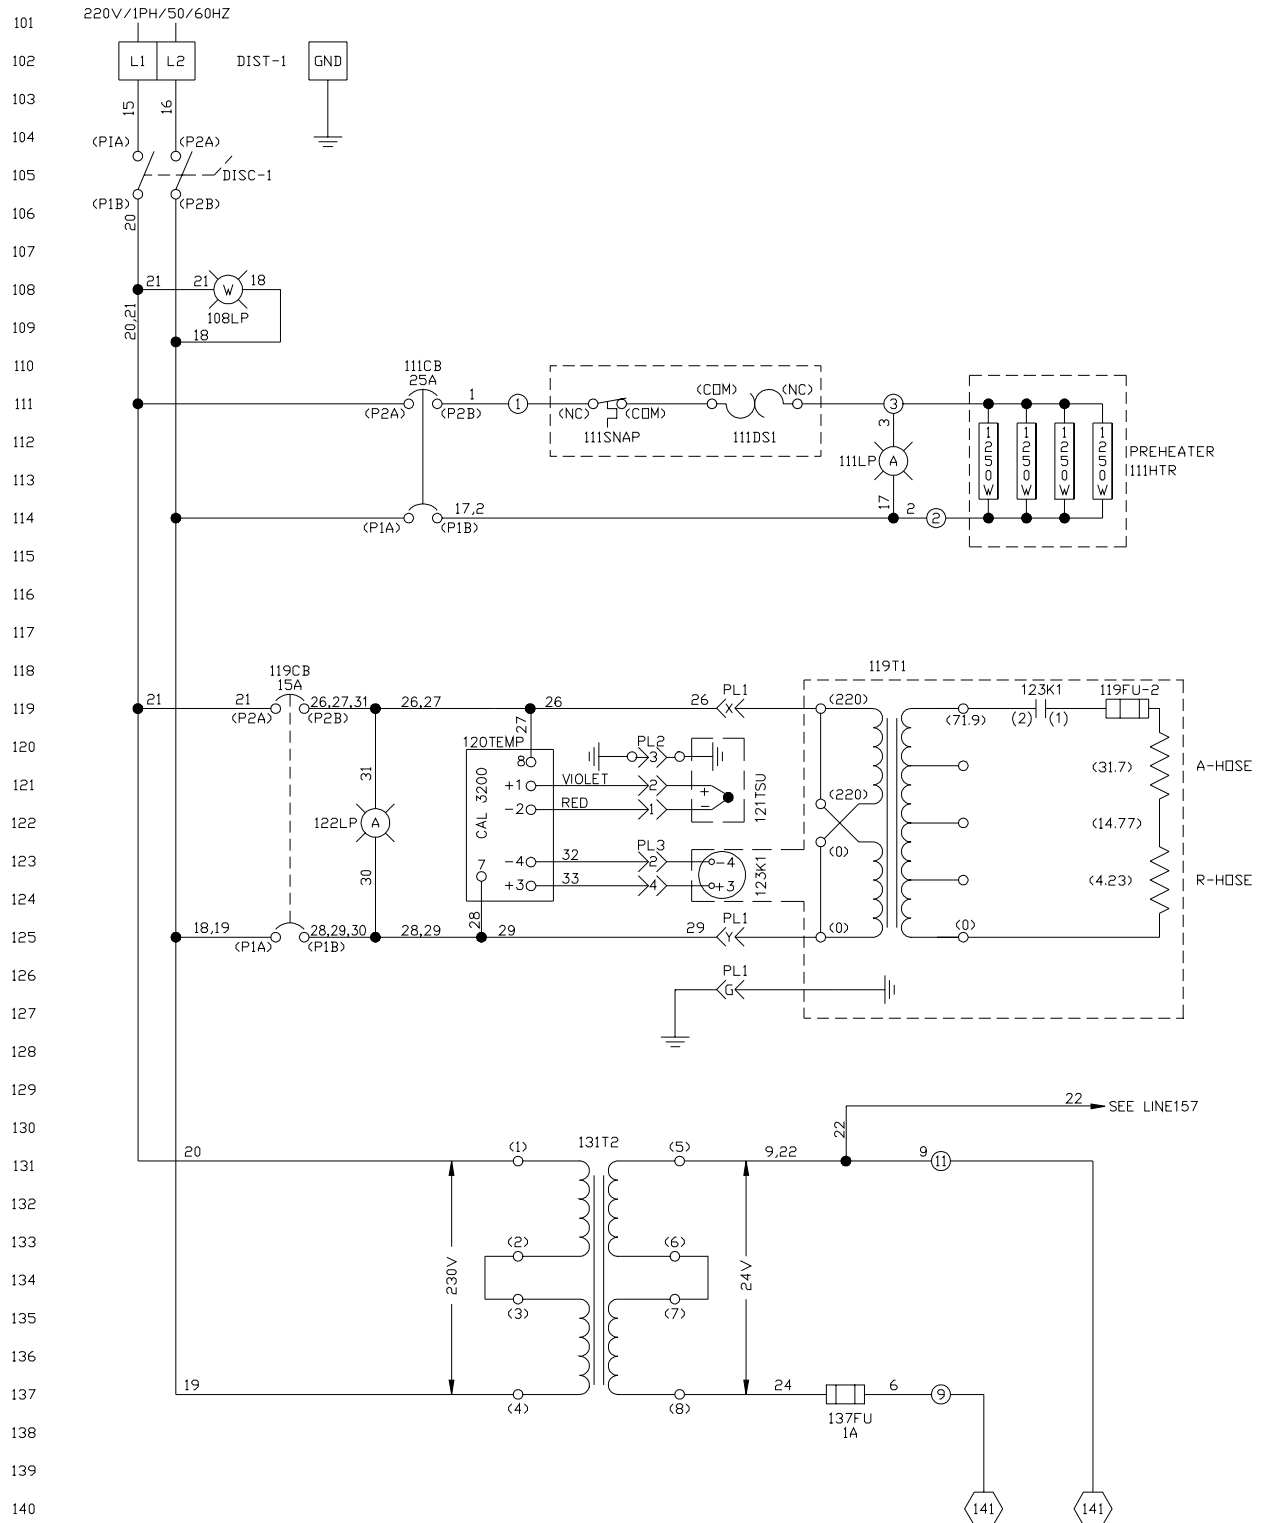 101
220V/1PH/50/60HZ
102
L1 L2 DIST-1 GND
103
15 16
104
(P1A) (P2A)
105
DISC-1
106
(P1B) (P2B)
20
107
108
21 21 W 18
20,21
108LP
109
18
110
111CB
25A
111
(P2A) (P2B) 1 1 (NC) (COM) (COM) (NC) 3
111SNAP 111DS1
3
112
111LP A
1250W 1250W 1250W 1250W
PREHEATER
111HTR
113
114
(P1A) (P1B) 17,2 17 2 2
115
116
117
118
119CB
15A
119T1
119
21 21 (P2A) (P2B) 26,27,31 26,27 26 27 26 PL1 X (220) (71.9) 123K1 (2) (1) 119FU-2
120
120TEMP 8 PL2 3
121
31 CAL 3200 +1 VIOLET 2 + 121TSU (31.7) A-HOSE
122
122LP A -2 RED 1 - (220) (14.77)
123
7 -4 32 PL3 2 -4 123K1 (0)
124
30 +3 33 4 +3 (4.23) R-HOSE
28
125
18,19 (P1A) (P1B) 28,29,30 28,29 29 29 PL1 Y (0) (0)
126
PL1
G
127
128
129
22 SEE LINE157
130
22
131
20 (1) 131T2 (5) 9,22 9 11
132
133
(2) (6)
134
230V 24V
135
(3) (7)
136
137
19 (4) (8) 24 6 9
137FU
1A
138
139
140
141 141